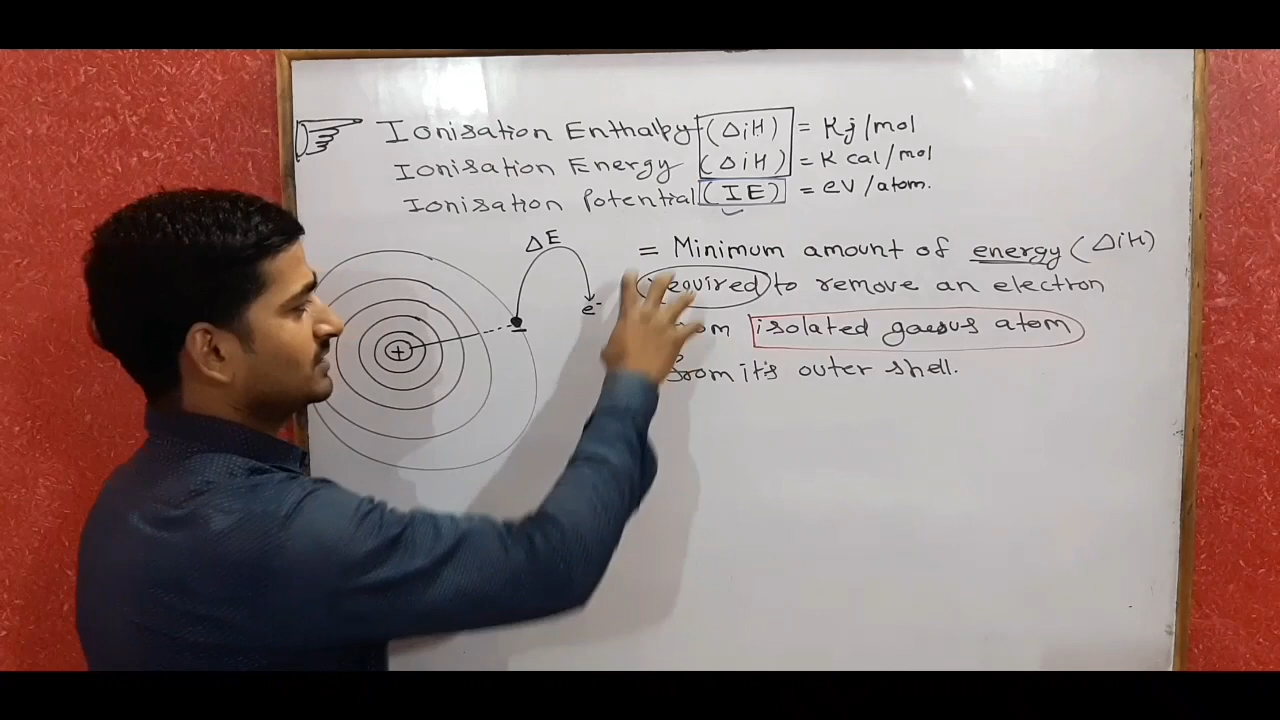 Ionisation Enthalpy (ΔiH) = KJ/mol
Ionisation Energy (ΔiH) = K cal/mol
Ionisation Potential (IE) = eV/atom.
ΔE
e⁻
+
= Minimum amount of energy (ΔiH)
required to remove an electron
isolated gaesus atom
from it's outer shell.